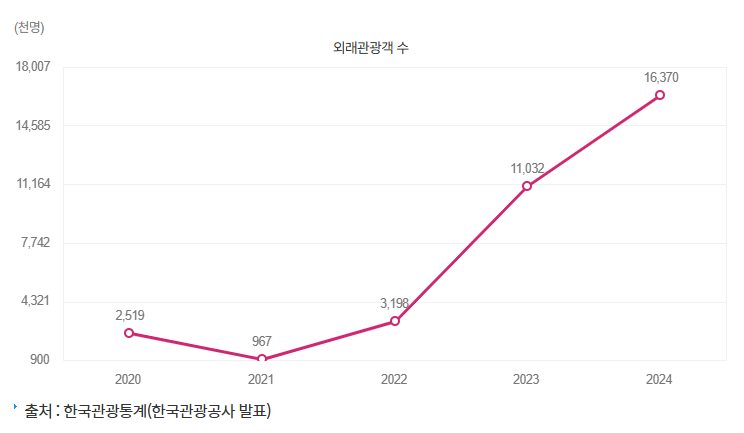 (천명)
외래관광객 수
18,007
14,585
11,164
7,742
4,321
900
2,519
967
3,198
11,032
16,370
2020 2021 2022 2023 2024
출처 : 한국관광통계(한국관광공사 발표)